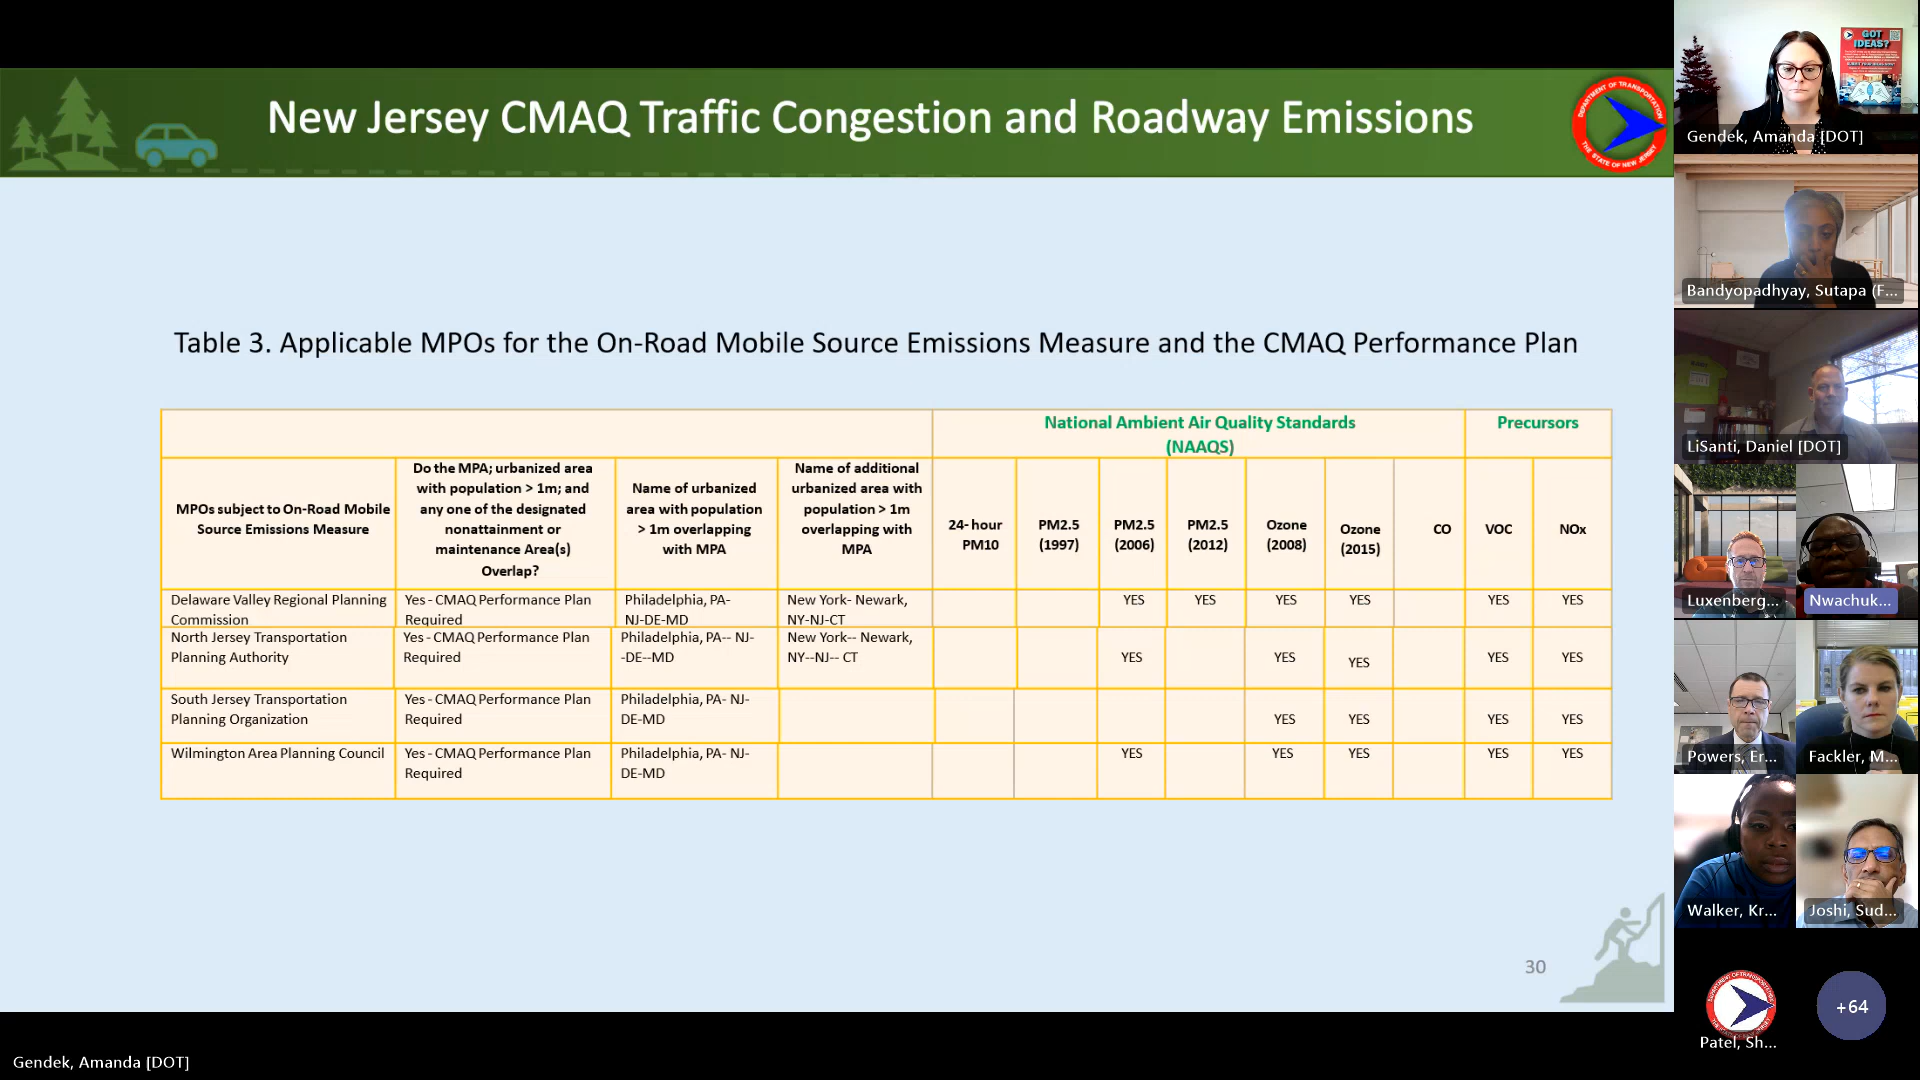 New Jersey CMAQ Traffic Congestion and Roadway Emissions
DEPARTMENT OF TRANSPORTATION
THE STATE OF NEW JERSEY
Table 3. Applicable MPOs for the On-Road Mobile Source Emissions Measure and the CMAQ Performance Plan
National Ambient Air Quality Standards
(NAAQS)
Precursors
MPOs subject to On-Road Mobile
Source Emissions Measure
Do the MPA; urbanized area
with population > 1m; and
any one of the designated
nonattainment or
maintenance Area(s)
Overlap?
Name of urbanized
area with population
> 1m overlapping
with MPA
Name of additional
urbanized area with
population > 1m
overlapping with
MPA
24- hour
PM10
PM2.5
(1997)
PM2.5
(2006)
PM2.5
(2012)
Ozone
(2008)
Ozone
(2015)
CO
VOC
NOx
Delaware Valley Regional Planning
Commission
Yes - CMAQ Performance Plan
Required
Philadelphia, PA-
NJ-DE-MD
New York- Newark,
NY-NJ-CT
YES
YES
YES
YES
YES
YES
North Jersey Transportation
Planning Authority
Yes - CMAQ Performance Plan
Required
Philadelphia, PA-- NJ-
-DE--MD
New York-- Newark,
NY--NJ-- CT
YES
YES
YES
YES
YES
South Jersey Transportation
Planning Organization
Yes - CMAQ Performance Plan
Required
Philadelphia, PA- NJ-
DE-MD
YES
YES
YES
YES
Wilmington Area Planning Council
Yes - CMAQ Performance Plan
Required
Philadelphia, PA- NJ-
DE-MD
YES
YES
YES
YES
YES
30
Gendek, Amanda [DOT]
GOT
IDEAS?
Gendek, Amanda [DOT]
Bandyopadhyay, Sutapa (F...
LiSanti, Daniel [DOT]
Luxenberg...
Nwachuk...
Powers, Er...
Fackler, M...
Walker, Kr...
Joshi, Sud...
Patel, Sh...
+64